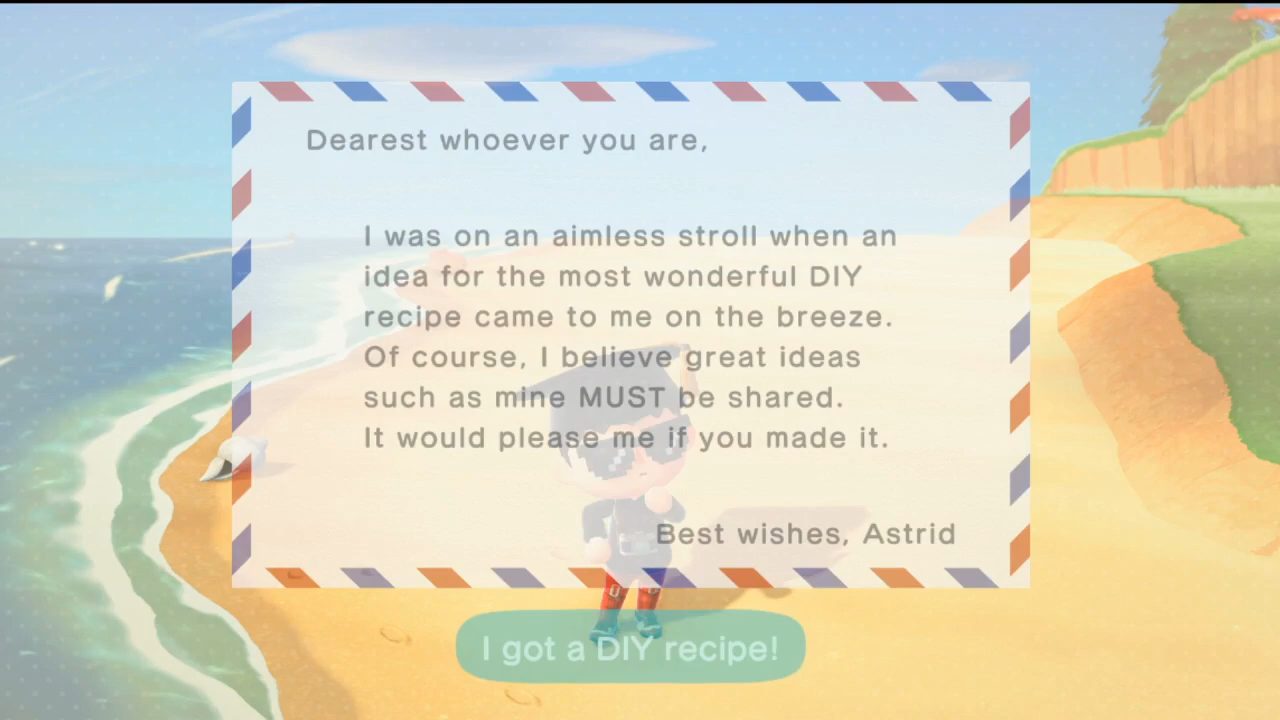 Dearest whoever you are,
I was on an aimless stroll when an
idea for the most wonderful DIY
recipe came to me on the breeze.
Of course, I believe great ideas
such as mine MUST be shared.
It would please me if you made it.
Best wishes, Astrid
I got a DIY recipe!